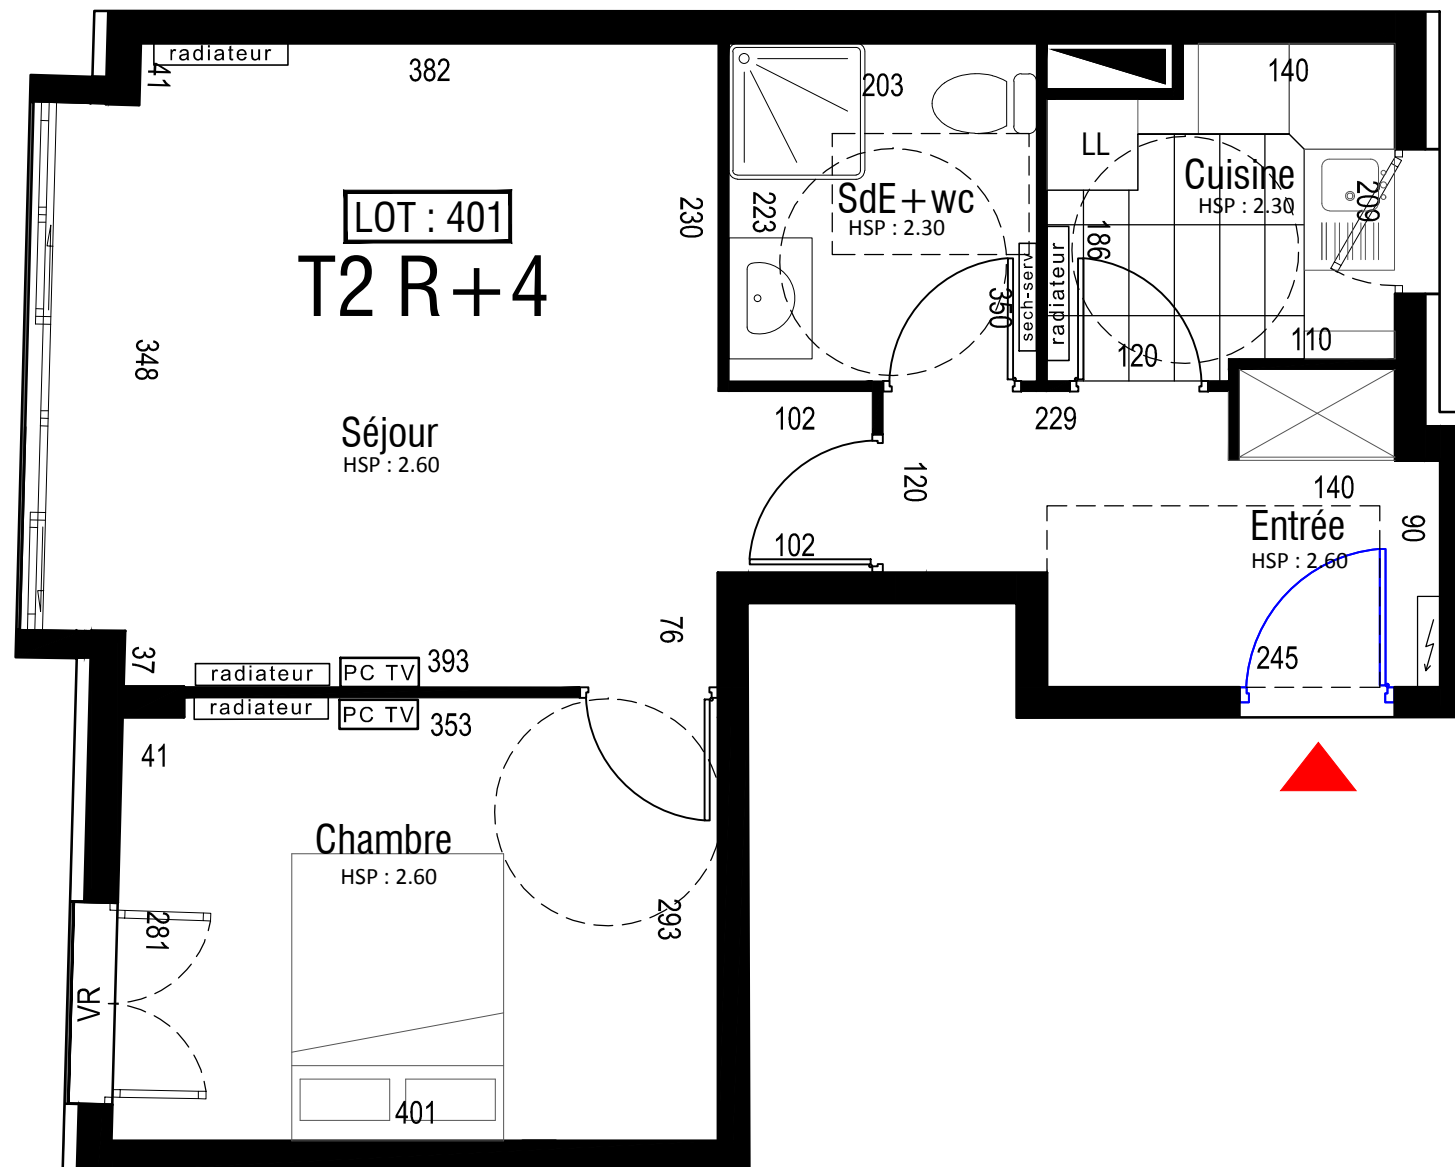 radiateur
41
382
203
140
LL
Cuisine
HSP : 2.30
209
SdE+wc
HSP : 2.30
223
230
LOT : 401
T2 R+4
186
350
sech-serv
radiateur
348
120
110
Séjour
HSP : 2.60
102
229
120
140
Entrée
HSP : 2.60
90
102
76
37
radiateur
PC TV
393
245
radiateur
PC TV
353
41
Chambre
HSP : 2.60
281
293
VR
401